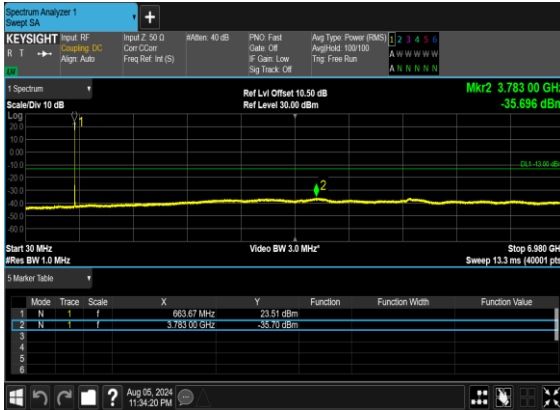 Spectrum Analyzer 1
Swept SA
+
KEYSIGHT
R T
LXI
Input: RF
Coupling: DC
Align: Auto
Input Z: 50 Ω
Corr CCorr
Freq Ref: Int (S)
#Atten: 40 dB
PNO: Fast
Gate: Off
IF Gain: Low
Sig Track: Off
Avg Type: Power (RMS)
Avg|Hold: 100/100
Trig: Free Run
1 2 3 4 5 6
A W W W W W
A N N N N N
1 Spectrum
Scale/Div 10 dB
Ref Lvl Offset 10.50 dB
Ref Level 30.00 dBm
Mkr2 3.783 00 GHz
-35.696 dBm
Log
20.0
10.0
0.00
-10.0
-20.0
-30.0
-40.0
-50.0
-60.0
1
2
DL1 -13.00 dBm
Start 30 MHz
#Res BW 1.0 MHz
Video BW 3.0 MHz*
Stop 6.980 GHz
Sweep 13.3 ms (40001 pts)
5 Marker Table
Mode Trace Scale X Y Function Function Width Function Value
1 N 1 f 663.67 MHz 23.51 dBm
2 N 1 f 3.783 00 GHz -35.70 dBm
3
4
5
6
?
Aug 05, 2024
11:34:20 PM